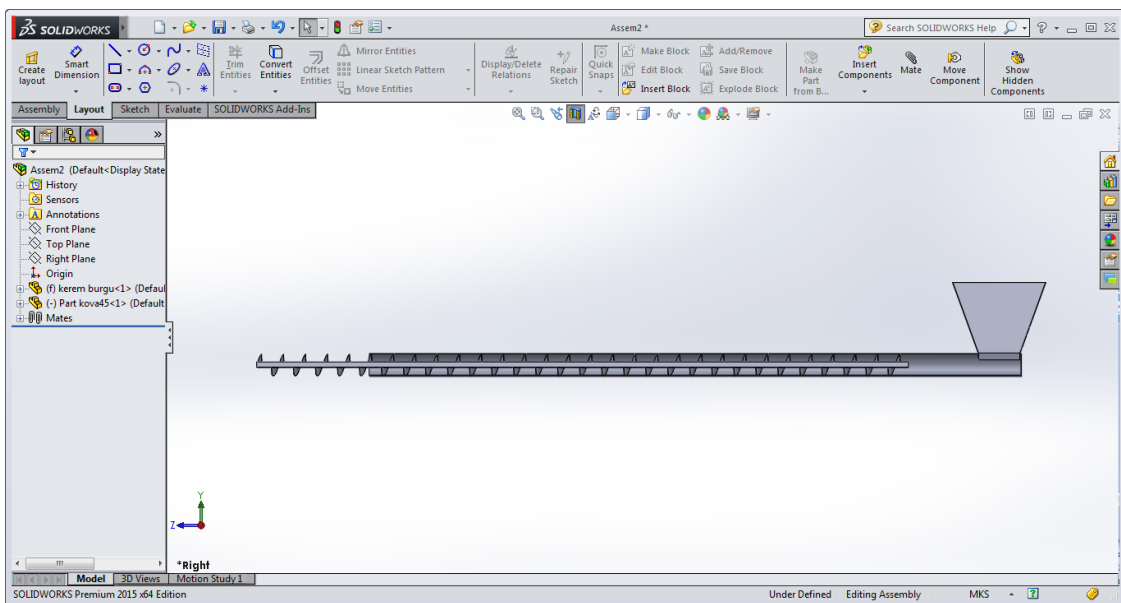 SOLIDWORKS
Assem2 *
Search SOLIDWORKS Help
Create layout
Smart Dimension
Trim Entities
Convert Entities
Offset Entities
Mirror Entities
Linear Sketch Pattern
Move Entities
Display/Delete Relations
Repair Sketch
Quick Snaps
Make Block
Edit Block
Insert Block
Add/Remove
Save Block
Explode Block
Make Part from B...
Insert Components
Mate
Move Component
Show Hidden Components
Assembly Layout Sketch Evaluate SOLIDWORKS Add-Ins
Assem2 (Default<Display State
History
Sensors
Annotations
Front Plane
Top Plane
Right Plane
Origin
(f) kerem burgu<1> (Defaul
(-) Part kova45<1> (Default
Mates
Y
Z
*Right
Model 3D Views Motion Study 1
SOLIDWORKS Premium 2015 x64 Edition
Under Defined Editing Assembly MKS